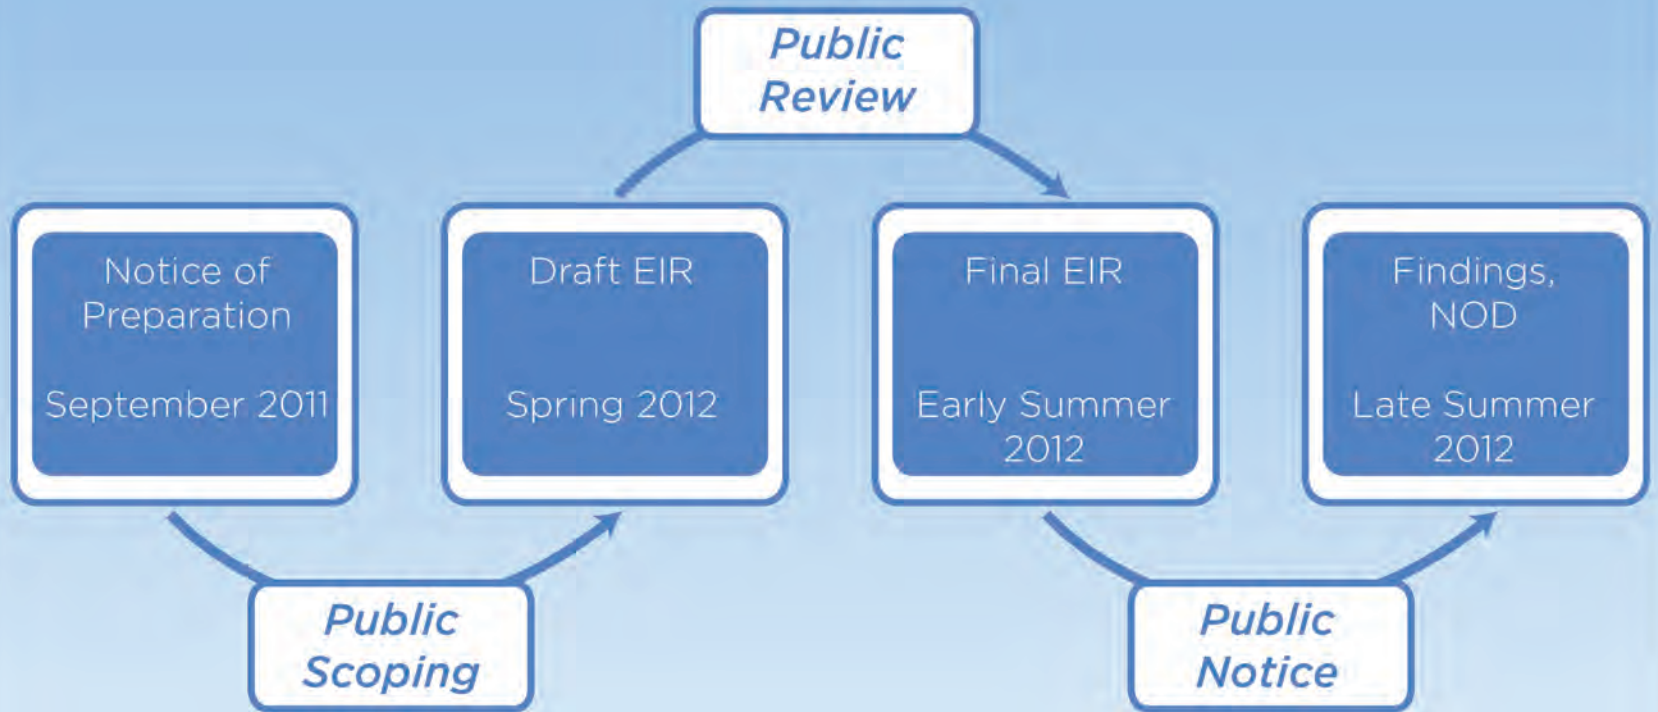 Public
Review
Notice of
Preparation
September 2011
Draft EIR
Spring 2012
Final EIR
Early Summer
2012
Findings,
NOD
Late Summer
2012
Public
Scoping
Public
Notice